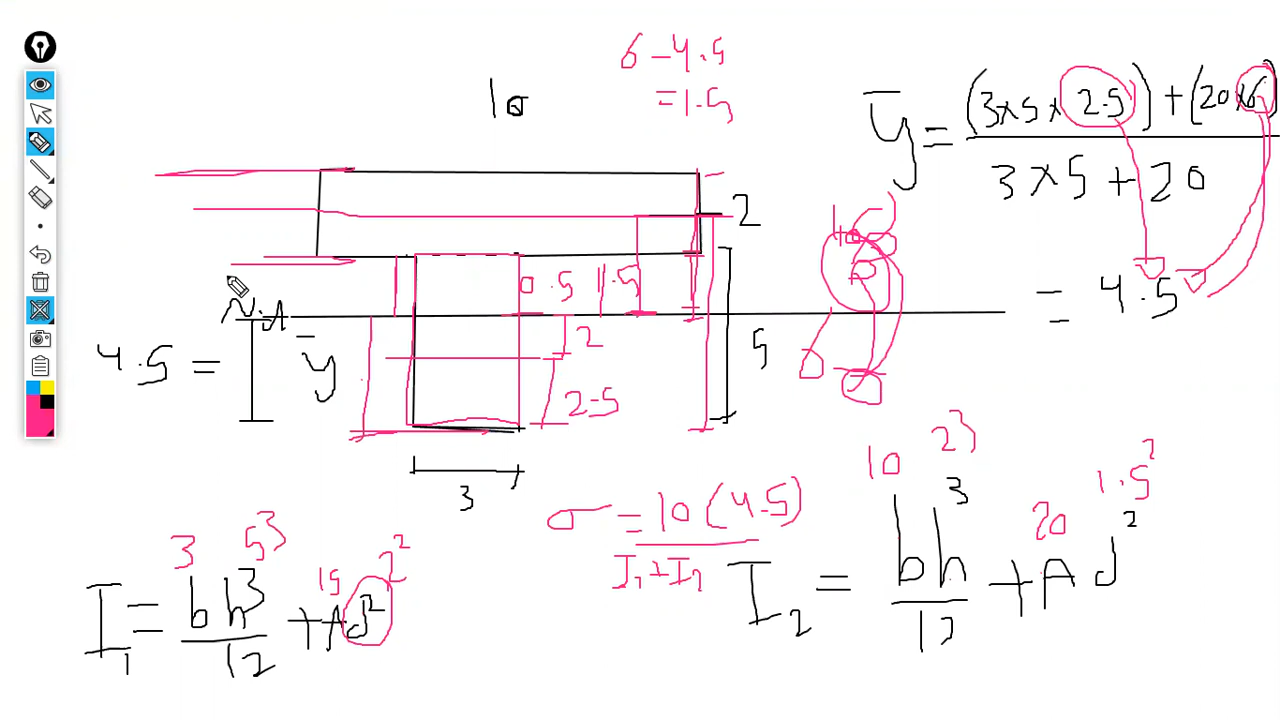 6 - 4.5
= 1.5
10
ȳ = (3×5×2.5) + (20×6)
3×5+20
= 4.5
2
0.5
1.5
N.A
4.5 = ȳ
2
5
2.5
3
σ = 10(4.5)
I₁+I₂
3 5³ 15 2²
I₁ = bh³ + Ad²
12
10 2³ 20 1.5²
I₂ = bh³ + Ad²
12